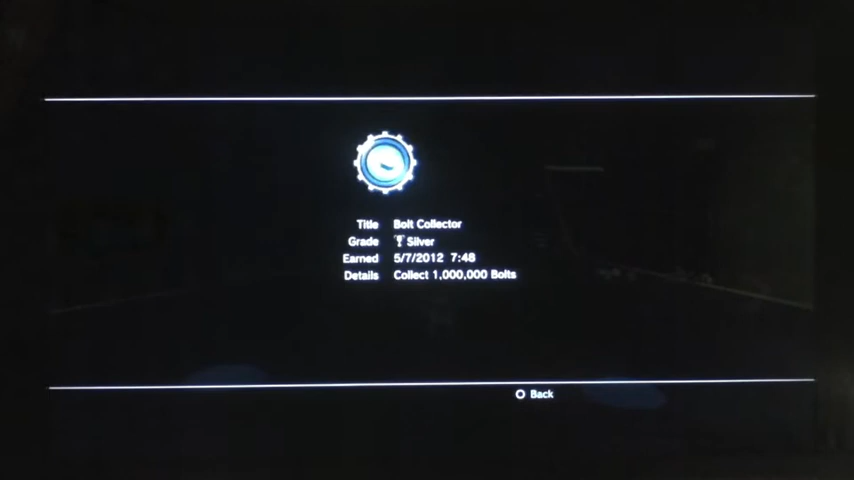 Title Bolt Collector
Grade Silver
Earned 5/7/2012 7:48
Details Collect 1,000,000 Bolts
Back